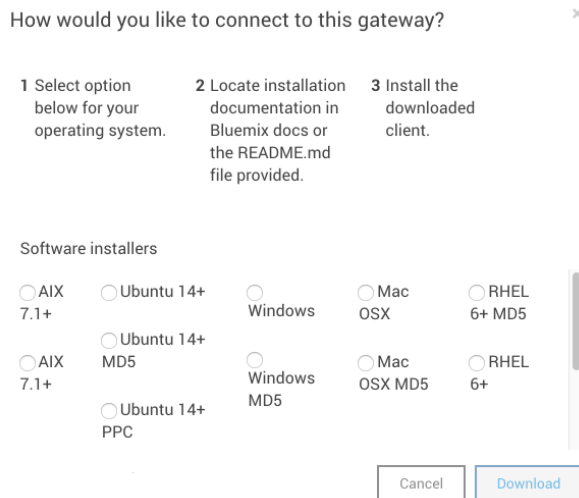 How would you like to connect to this gateway?
×
1 Select option
below for your
operating system.
2 Locate installation
documentation in
Bluemix docs or
the README.md
file provided.
3 Install the
downloaded
client.
Software installers
AIX
7.1+
AIX
7.1+
Ubuntu 14+
Ubuntu 14+
MD5
Ubuntu 14+
PPC
Windows
Windows
MD5
Mac
OSX
Mac
OSX MD5
RHEL
6+ MD5
RHEL
6+
Cancel
Download